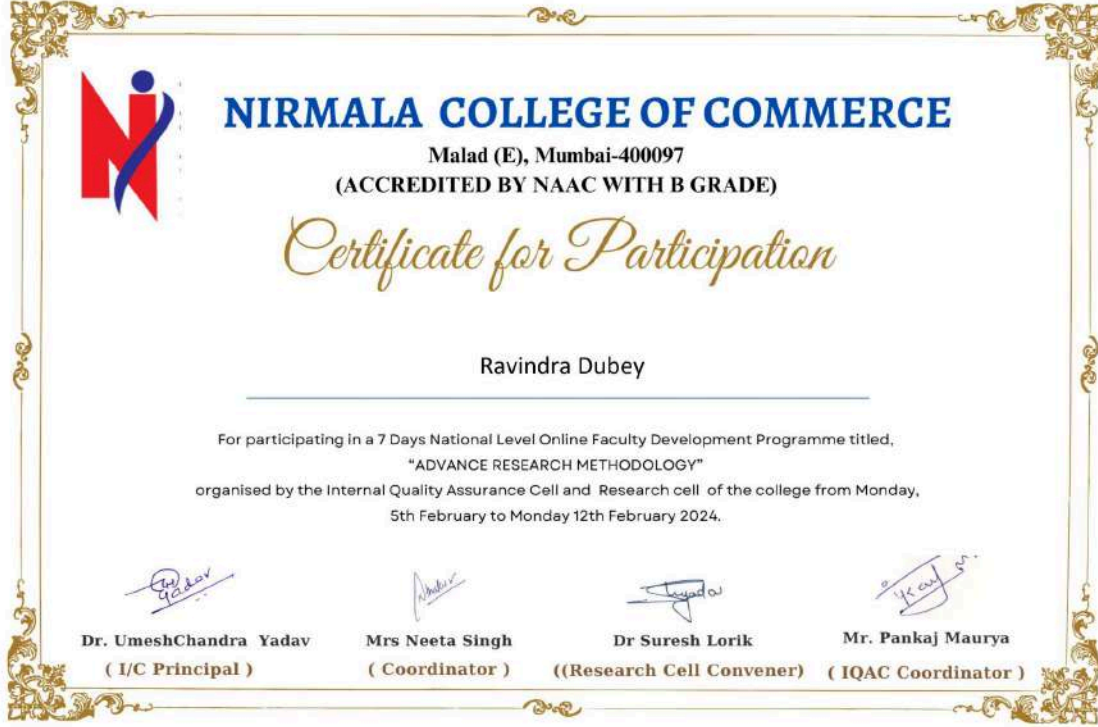 NIRMALA COLLEGE OF COMMERCE
Malad (E), Mumbai-400097
(ACCREDITED BY NAAC WITH B GRADE)
Certificate for Participation
Ravindra Dubey
For participating in a 7 Days National Level Online Faculty Development Programme titled,
“ADVANCE RESEARCH METHODOLOGY”
organised by the Internal Quality Assurance Cell and Research cell of the college from Monday,
5th February to Monday 12th February 2024.
Dr. UmeshChandra Yadav
Mrs Neeta Singh
Dr Suresh Lorik
Mr. Pankaj Maurya
( I/C Principal )
( Coordinator )
((Research Cell Convener)
( IQAC Coordinator )